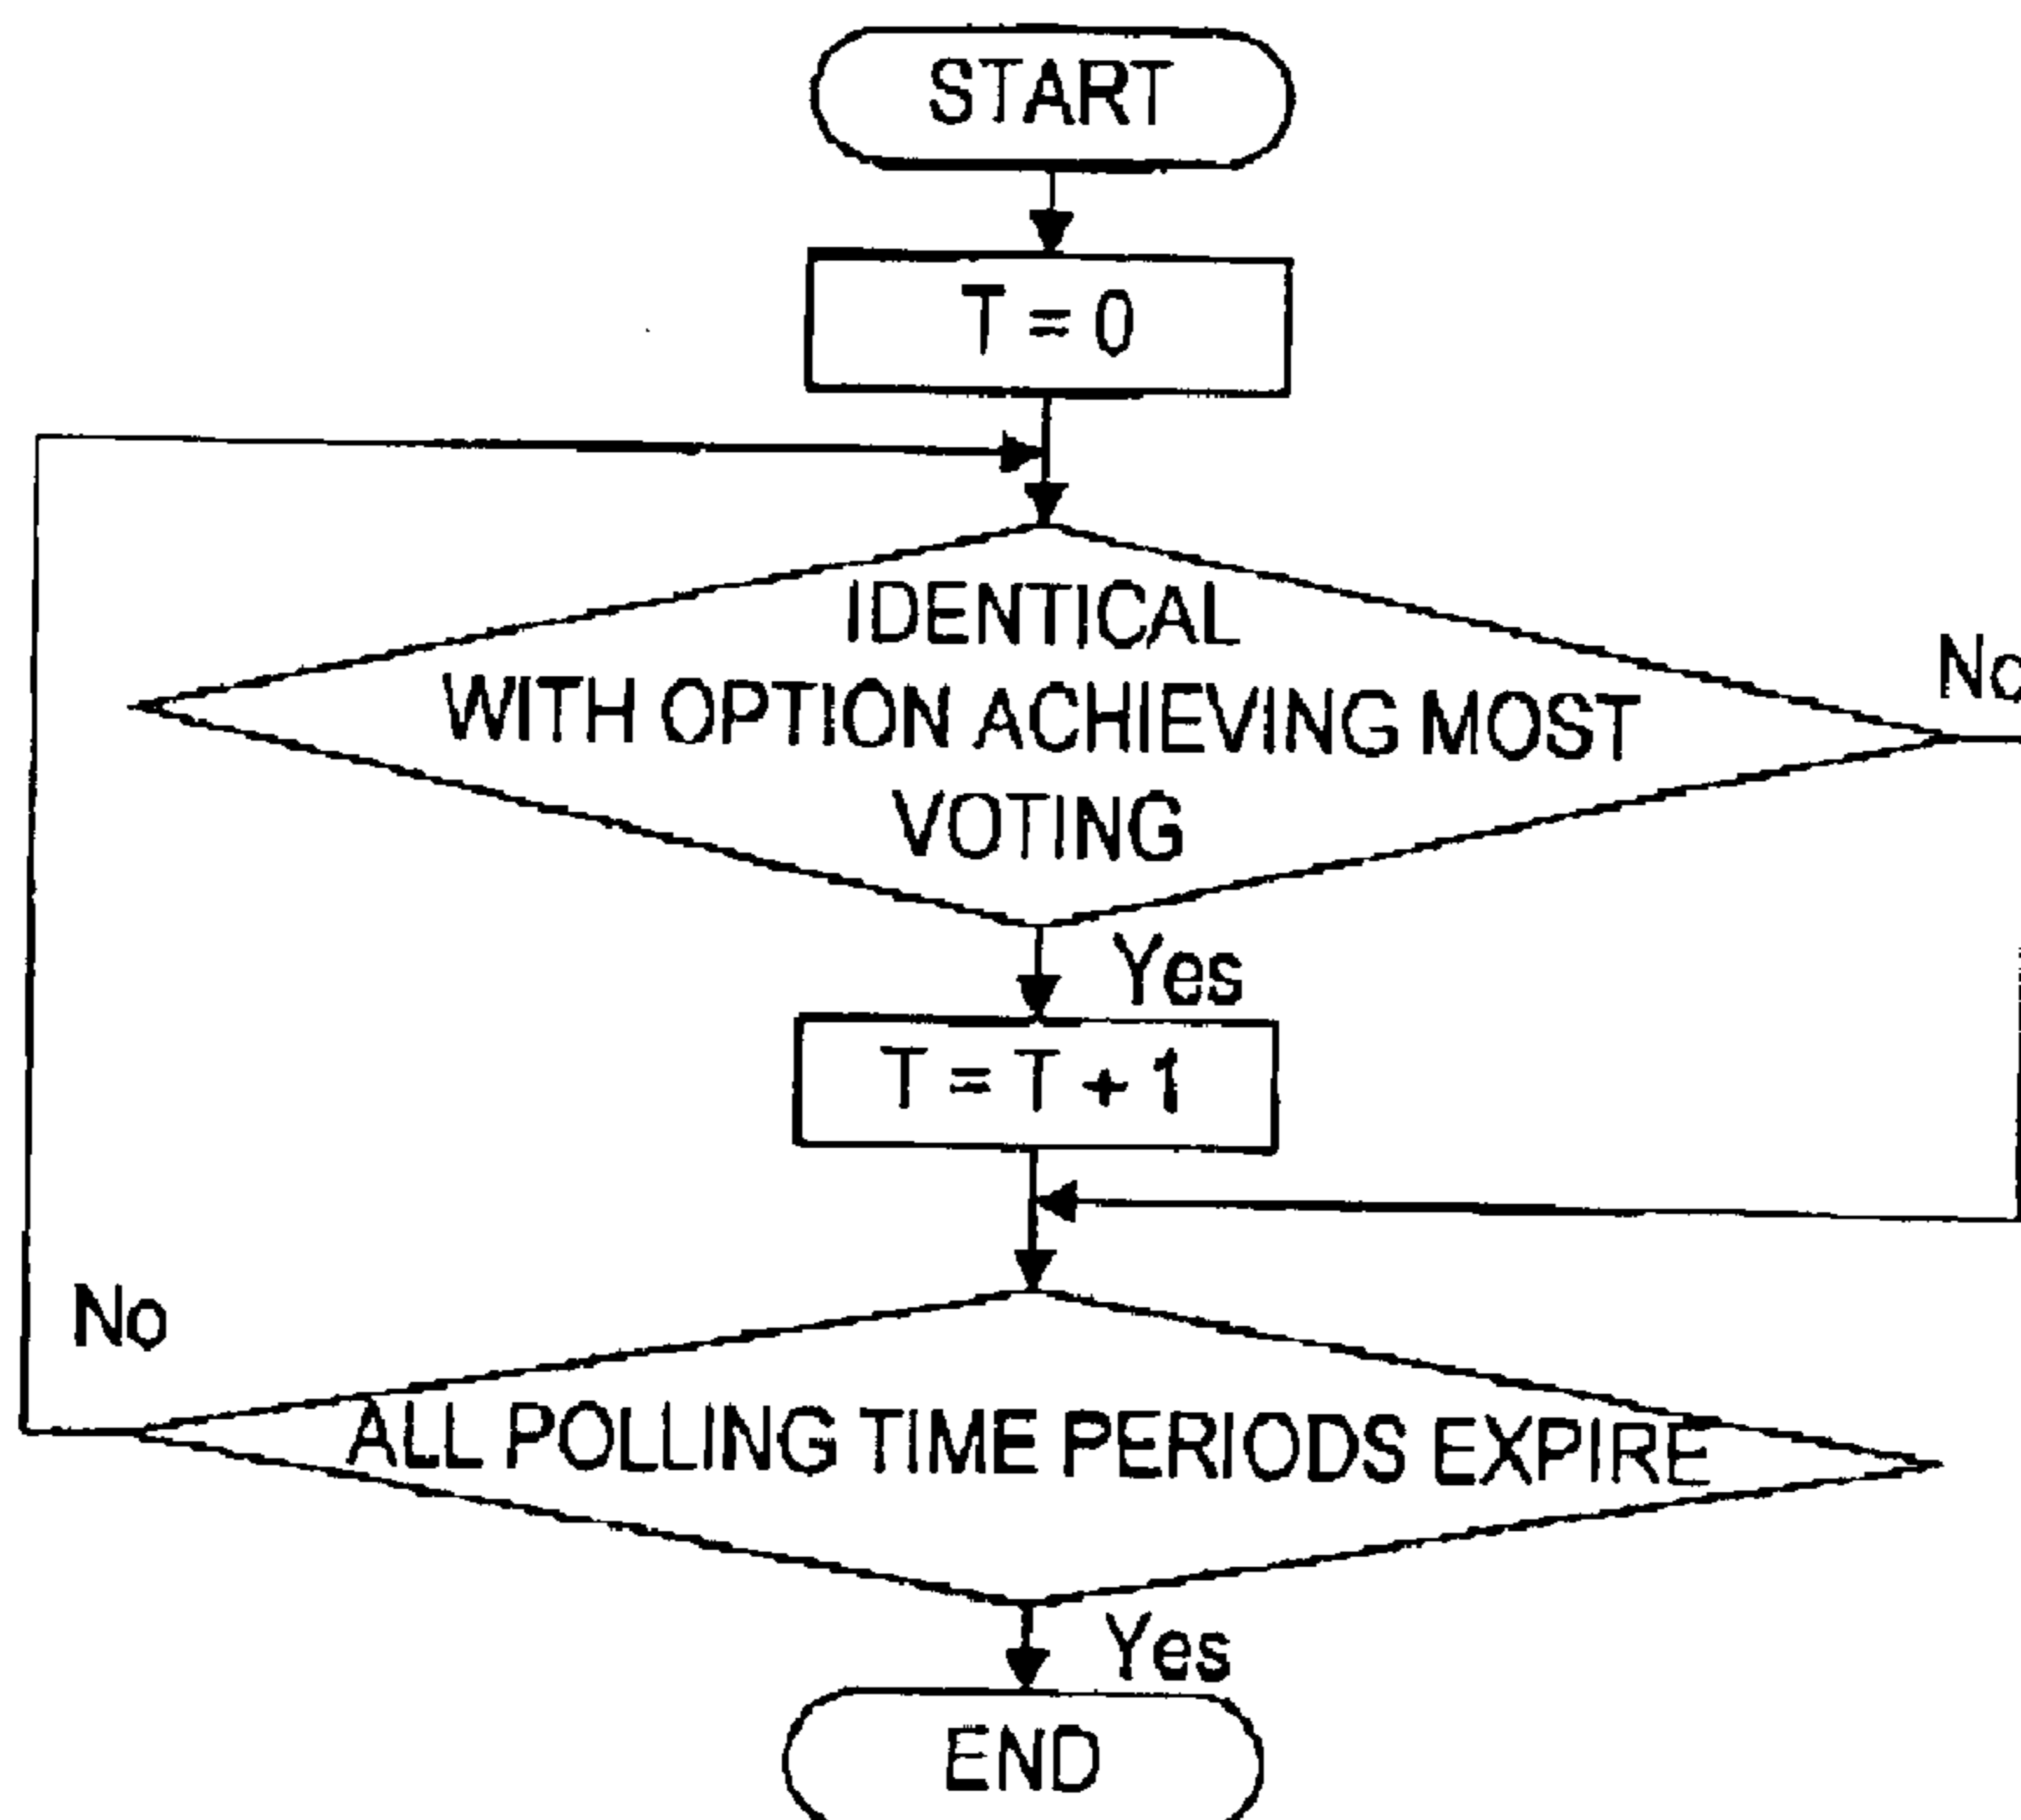 START
T = 0
IDENTICAL
WITH OPTION ACHIEVING MOST
VOTING
No
Yes
T = T + 1
No
ALL POLLING TIME PERIODS EXPIRE
Yes
END